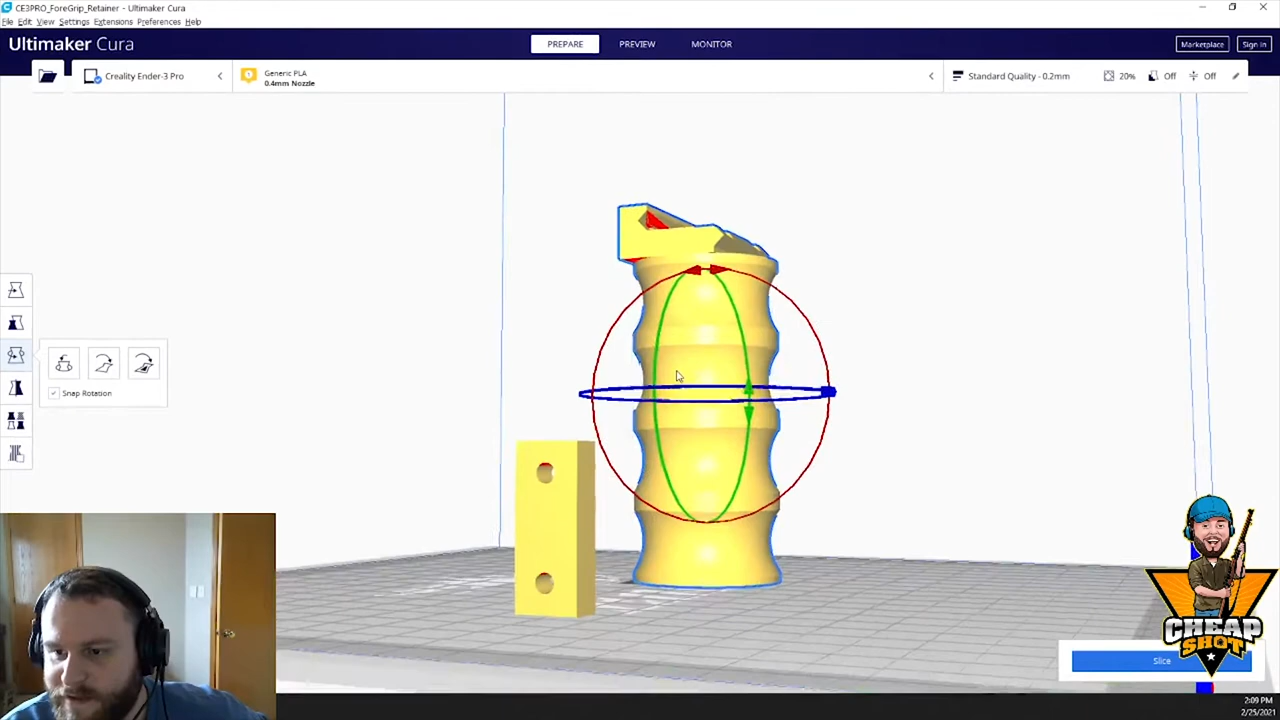 CE3PRO_ForeGrip_Retainer - Ultimaker Cura
File Edit View Settings Extensions Preferences Help
Ultimaker Cura
PREPARE
PREVIEW
MONITOR
Marketplace
Sign in
Creality Ender-3 Pro
Generic PLA
0.4mm Nozzle
Standard Quality - 0.2mm
20%
Off
Off
Snap Rotation
CHEAP
SHOT
Slice
2:09 PM
2/25/2021